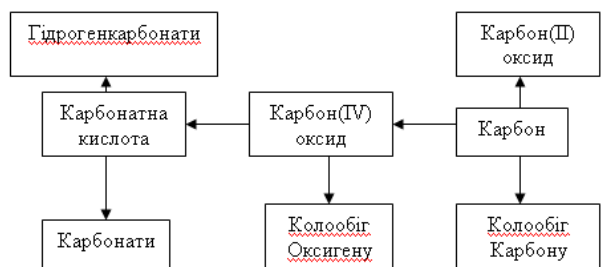 Гідрогенкарбонати
Карбон(ІІ)
оксид
Карбонатна
кислота
Карбон(IV)
оксид
Карбон
Карбонати
Колообіг
Оксигену
Колообіг
Карбону